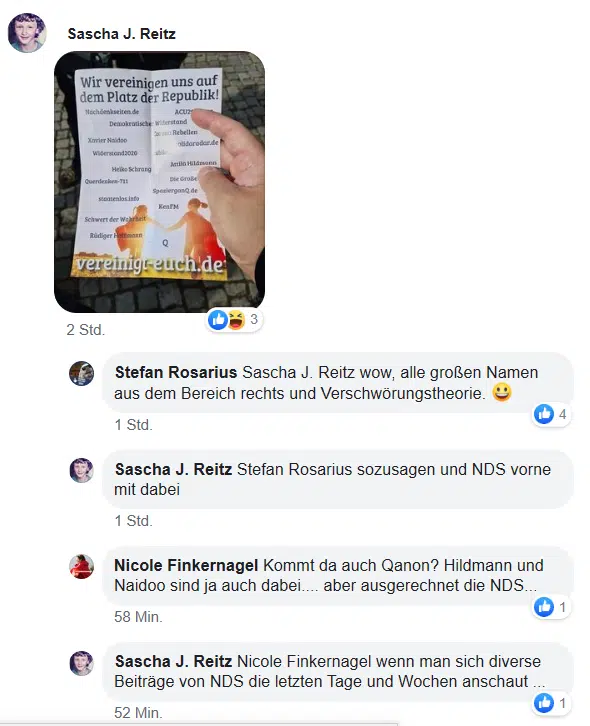 Sascha J. Reitz
Wir vereinigen uns auf
dem Platz der Republik!
Nachdenkseiten.de
Demokratischer Widerstand
Rebellen
Xavier Naidoo
Widerstand2020
Heiko Schrang
Attila Hildmann
Querdenken-711
Die Große
SpaziergangQ.de
staatenlos.info
KenFM
Schwert der Wahrheit
Rüdiger Hoffmann
Q
vereinigt-euch.de
3
2 Std.
Stefan Rosarius Sascha J. Reitz wow, alle großen Namen
aus dem Bereich rechts und Verschwörungstheorie. 😀
4
1 Std.
Sascha J. Reitz Stefan Rosarius sozusagen und NDS vorne
mit dabei
1 Std.
Nicole Finkernagel Kommt da auch Qanon? Hildmann und
Naidoo sind ja auch dabei.... aber ausgerechnet die NDS...
1
58 Min.
Sascha J. Reitz Nicole Finkernagel wenn man sich diverse
Beiträge von NDS die letzten Tage und Wochen anschaut ...
1
52 Min.